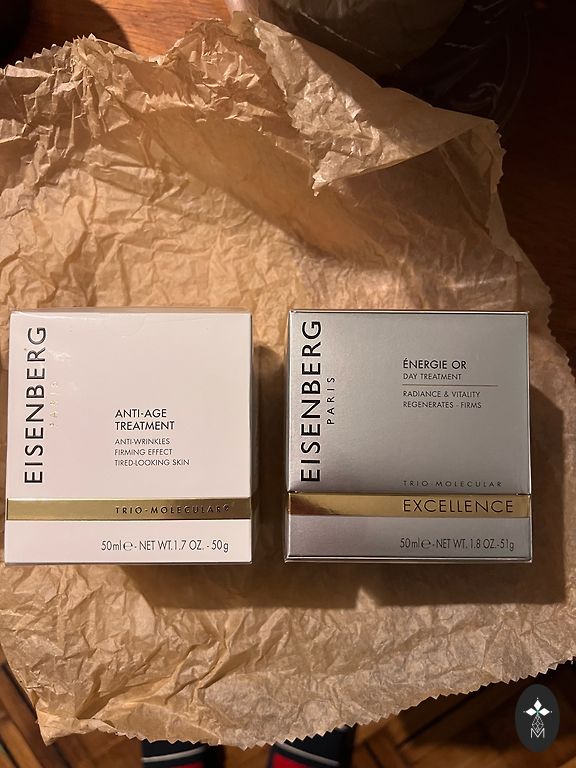 EISENBERG
PARIS
ANTI-AGE
TREATMENT
ANTI-WRINKLES
FIRMING EFFECT
TIRED-LOOKING SKIN
TRIO-MOLECULAR®
50ml℮-NET WT.1.7 OZ.-50g
EISENBERG
PARIS
ÉNERGIE OR
DAY TREATMENT
RADIANCE & VITALITY
REGENERATES - FIRMS
TRIO-MOLECULAR
EXCELLENCE
50ml℮-NET WT. 1.8 OZ.-51g